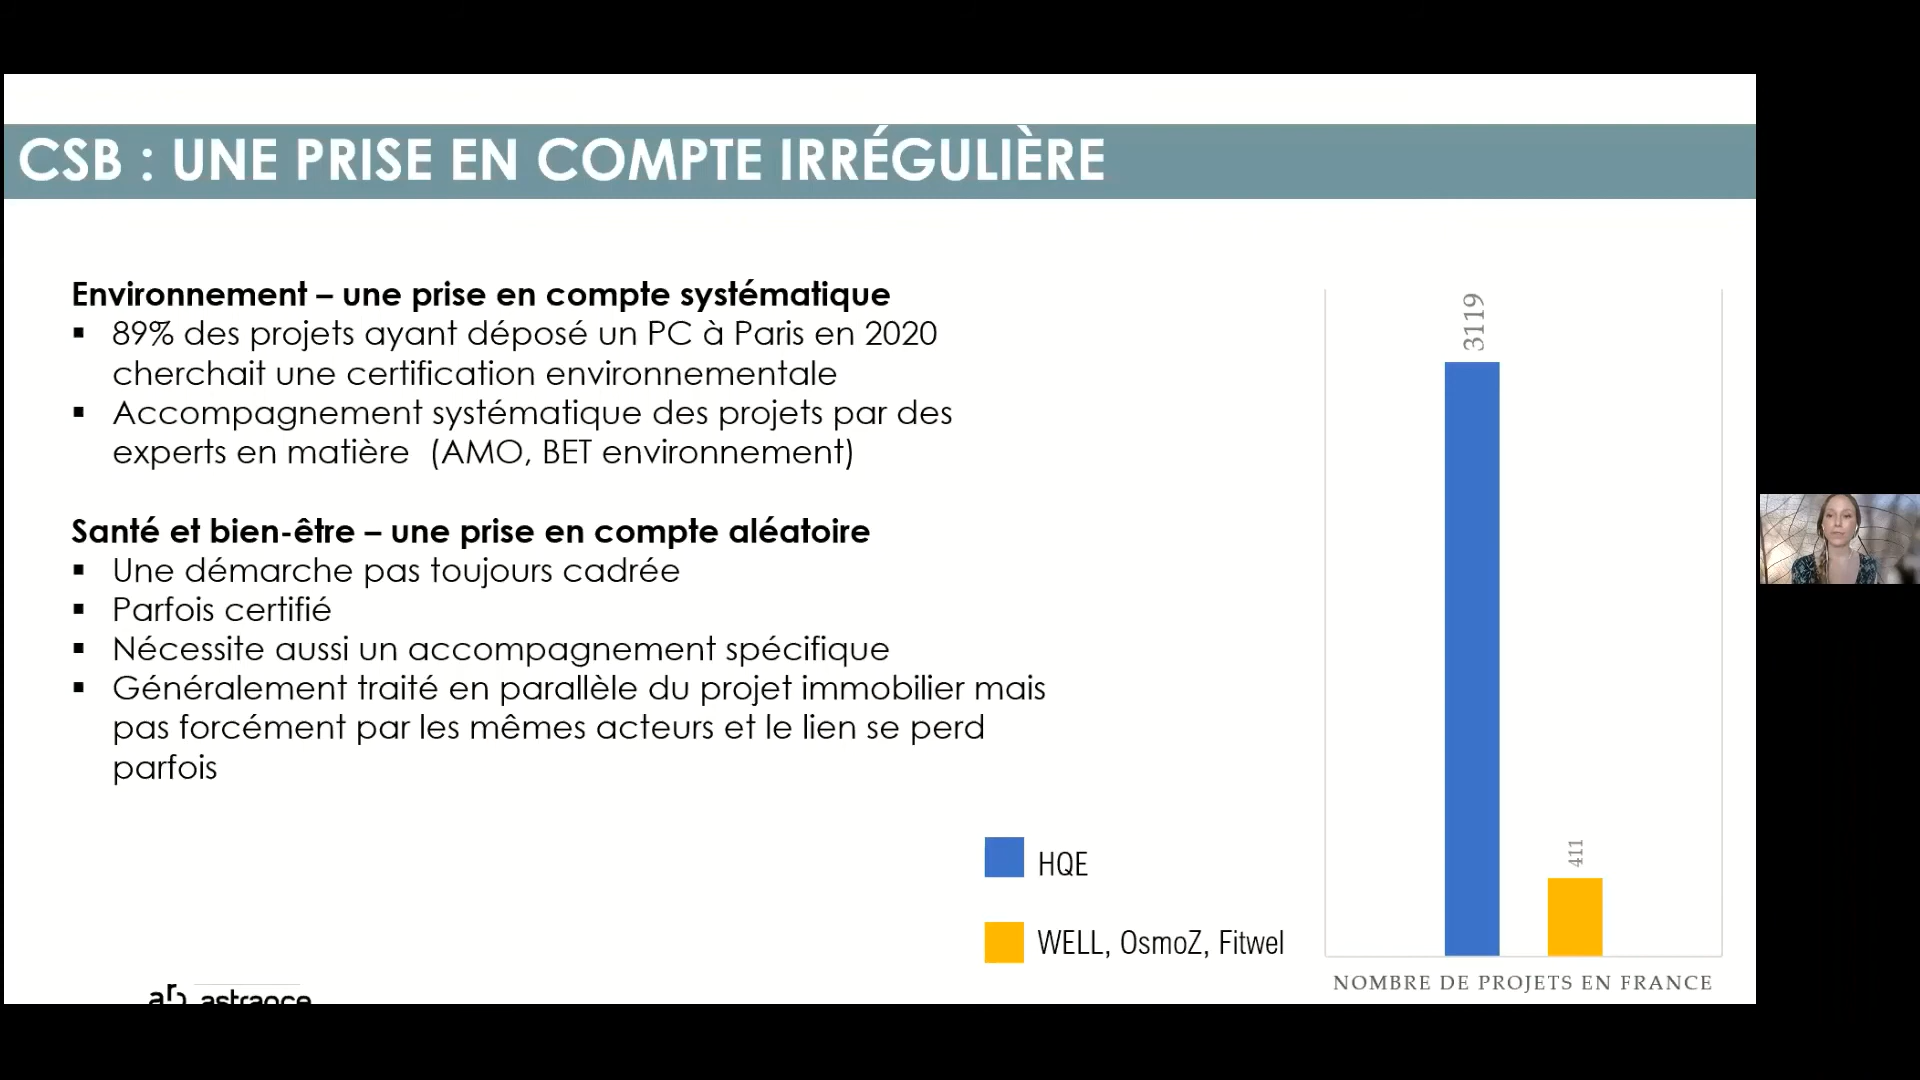 CSB : UNE PRISE EN COMPTE IRRÉGULIÈRE
Environnement – une prise en compte systématique
▪ 89% des projets ayant déposé un PC à Paris en 2020
cherchait une certification environnementale
▪ Accompagnement systématique des projets par des
experts en matière (AMO, BET environnement)
Santé et bien-être – une prise en compte aléatoire
▪ Une démarche pas toujours cadrée
▪ Parfois certifié
▪ Nécessite aussi un accompagnement spécifique
▪ Généralement traité en parallèle du projet immobilier mais
pas forcément par les mêmes acteurs et le lien se perd
parfois
3119
411
HQE
WELL, OsmoZ, Fitwel
NOMBRE DE PROJETS EN FRANCE
astrance